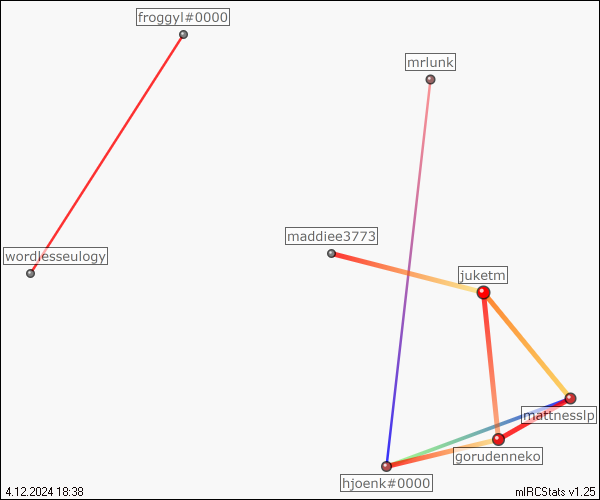 froggyl#0000
mrlunk
maddiee3773
wordlesseulogy
juketm
mattnesslp
gorudenneko
hjoenk#0000
4.12.2024 18:38
mIRCStats v1.25